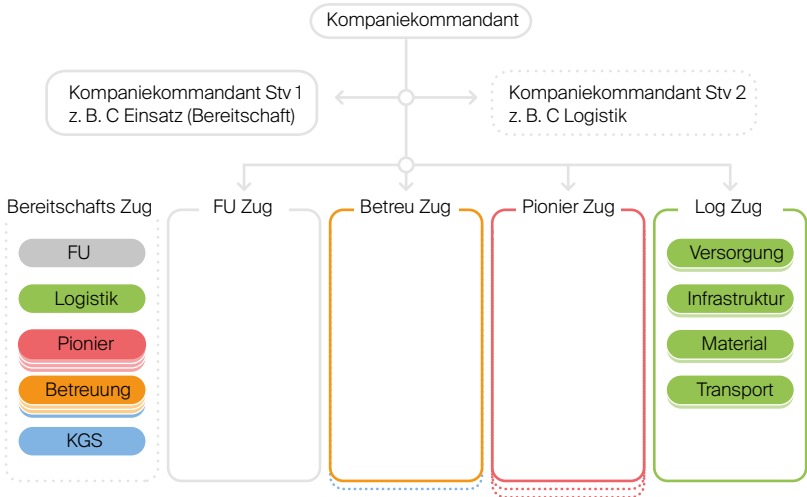 Kompaniekommandant
Kompaniekommandant Stv 1
z. B. C Einsatz (Bereitschaft)
Kompaniekommandant Stv 2
z. B. C Logistik
Bereitschafts Zug
FU
Logistik
Pionier
Betreuung
KGS
FU Zug
Betreu Zug
Pionier Zug
Log Zug
Versorgung
Infrastruktur
Material
Transport